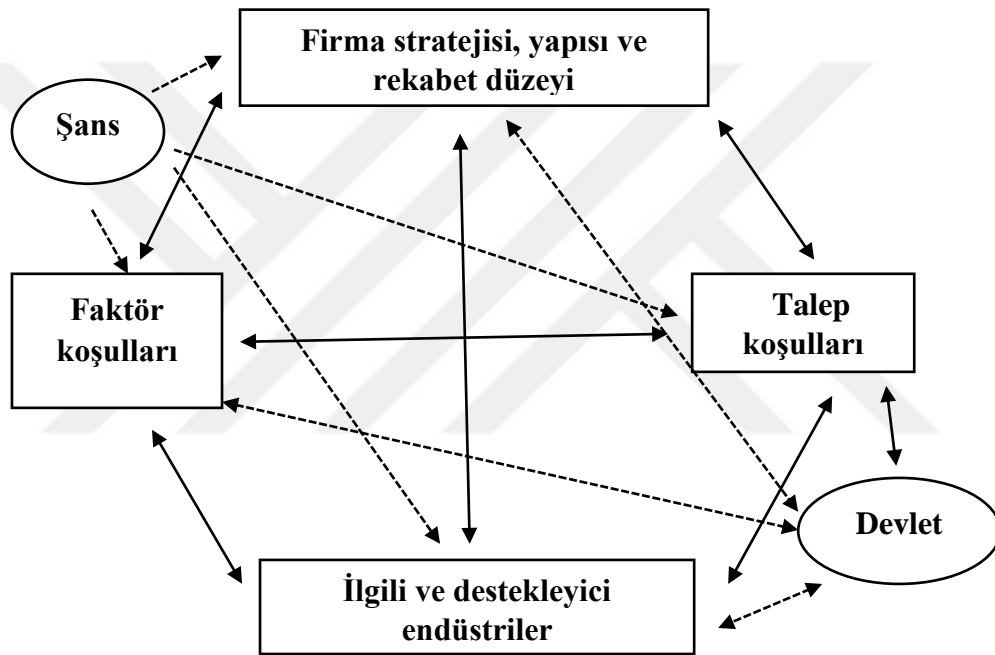 Firma stratejisi, yapısı ve
rekabet düzeyi
Şans
Faktör
koşulları
Talep
koşulları
Devlet
İlgili ve destekleyici
endüstriler